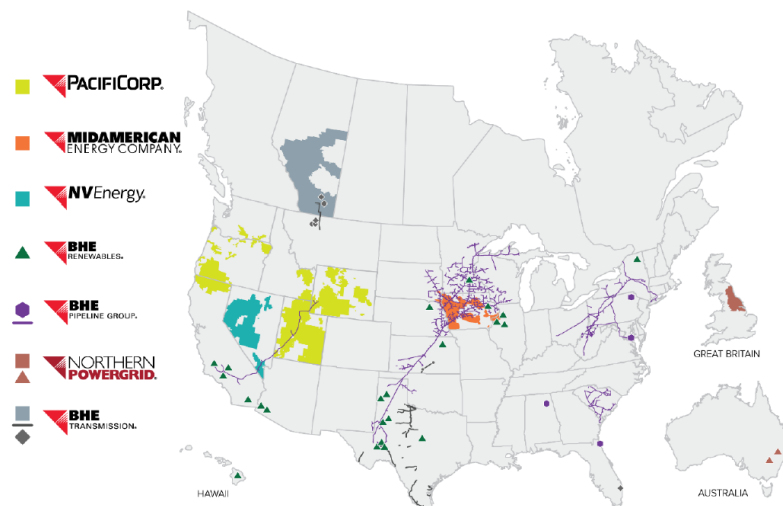 PACIFICORP®
MIDAMERICAN
ENERGY COMPANY®
NVEnergy®
BHE
RENEWABLES®
BHE
PIPELINE GROUP®
NORTHERN
POWERGRID®
BHE
TRANSMISSION®
GREAT BRITAIN
HAWAII
AUSTRALIA